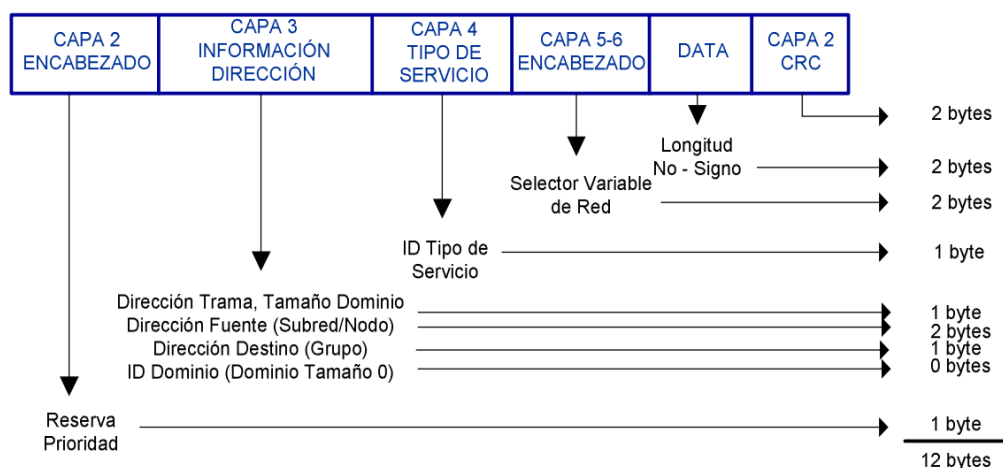 CAPA 2
ENCABEZADO
CAPA 3
INFORMACIÓN
DIRECCIÓN
CAPA 4
TIPO DE
SERVICIO
CAPA 5-6
ENCABEZADO
DATA
CAPA 2
CRC
2 bytes
Longitud
No - Signo
2 bytes
Selector Variable
de Red
2 bytes
ID Tipo de
Servicio
1 byte
Dirección Trama, Tamaño Dominio
1 byte
Dirección Fuente (Subred/Nodo)
2 bytes
Dirección Destino (Grupo)
1 byte
ID Dominio (Dominio Tamaño 0)
0 bytes
Reserva
Prioridad
1 byte
12 bytes